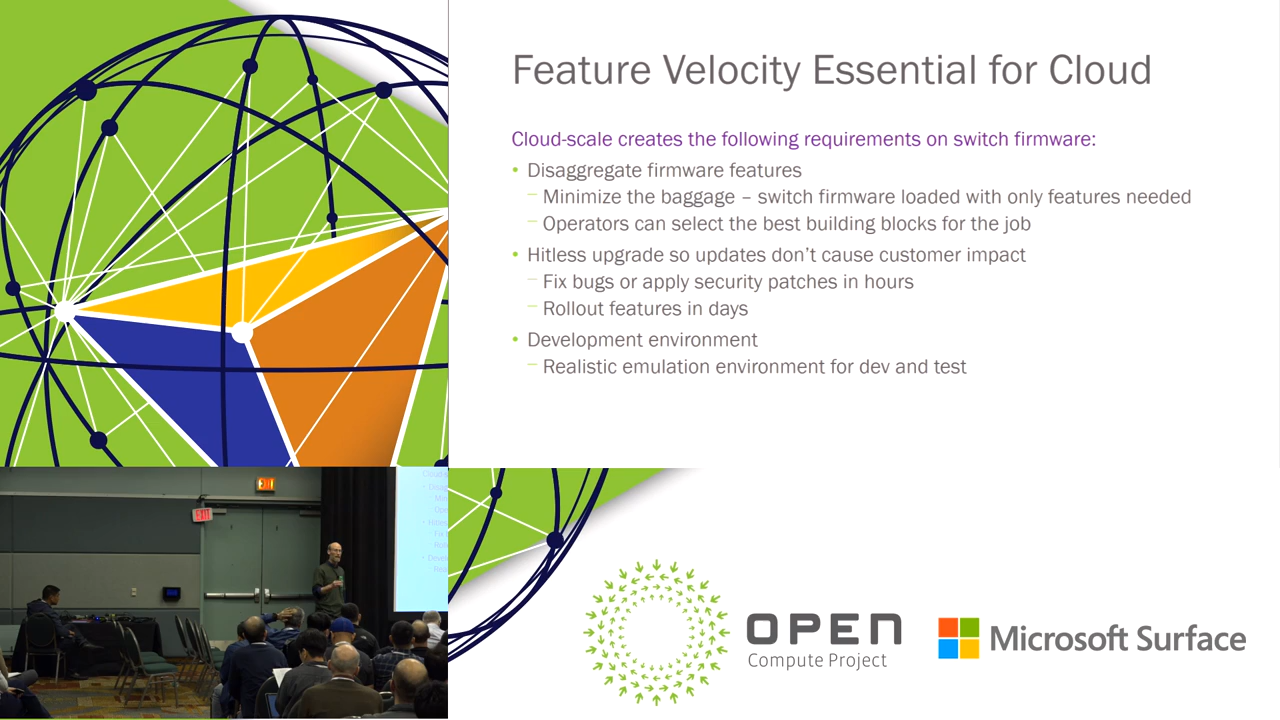 Feature Velocity Essential for Cloud
Cloud-scale creates the following requirements on switch firmware:
• Disaggregate firmware features
– Minimize the baggage – switch firmware loaded with only features needed
– Operators can select the best building blocks for the job
• Hitless upgrade so updates don't cause customer impact
– Fix bugs or apply security patches in hours
– Rollout features in days
• Development environment
– Realistic emulation environment for dev and test
OPEN
Compute Project
Microsoft Surface